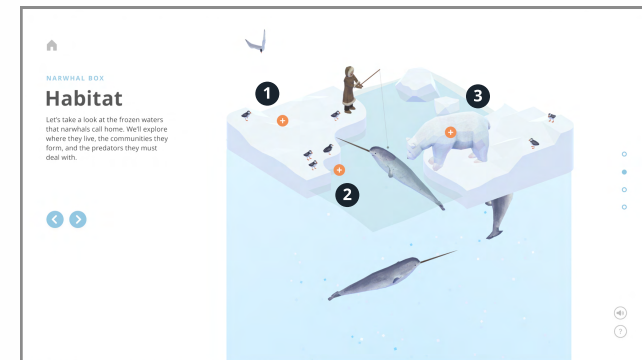 NARWHAL BOX
Habitat
Let's take a look at the frozen waters
that narwhals call home. We'll explore
where they live, the communities they
form, and the predators they must
deal with.
1
2
3
?